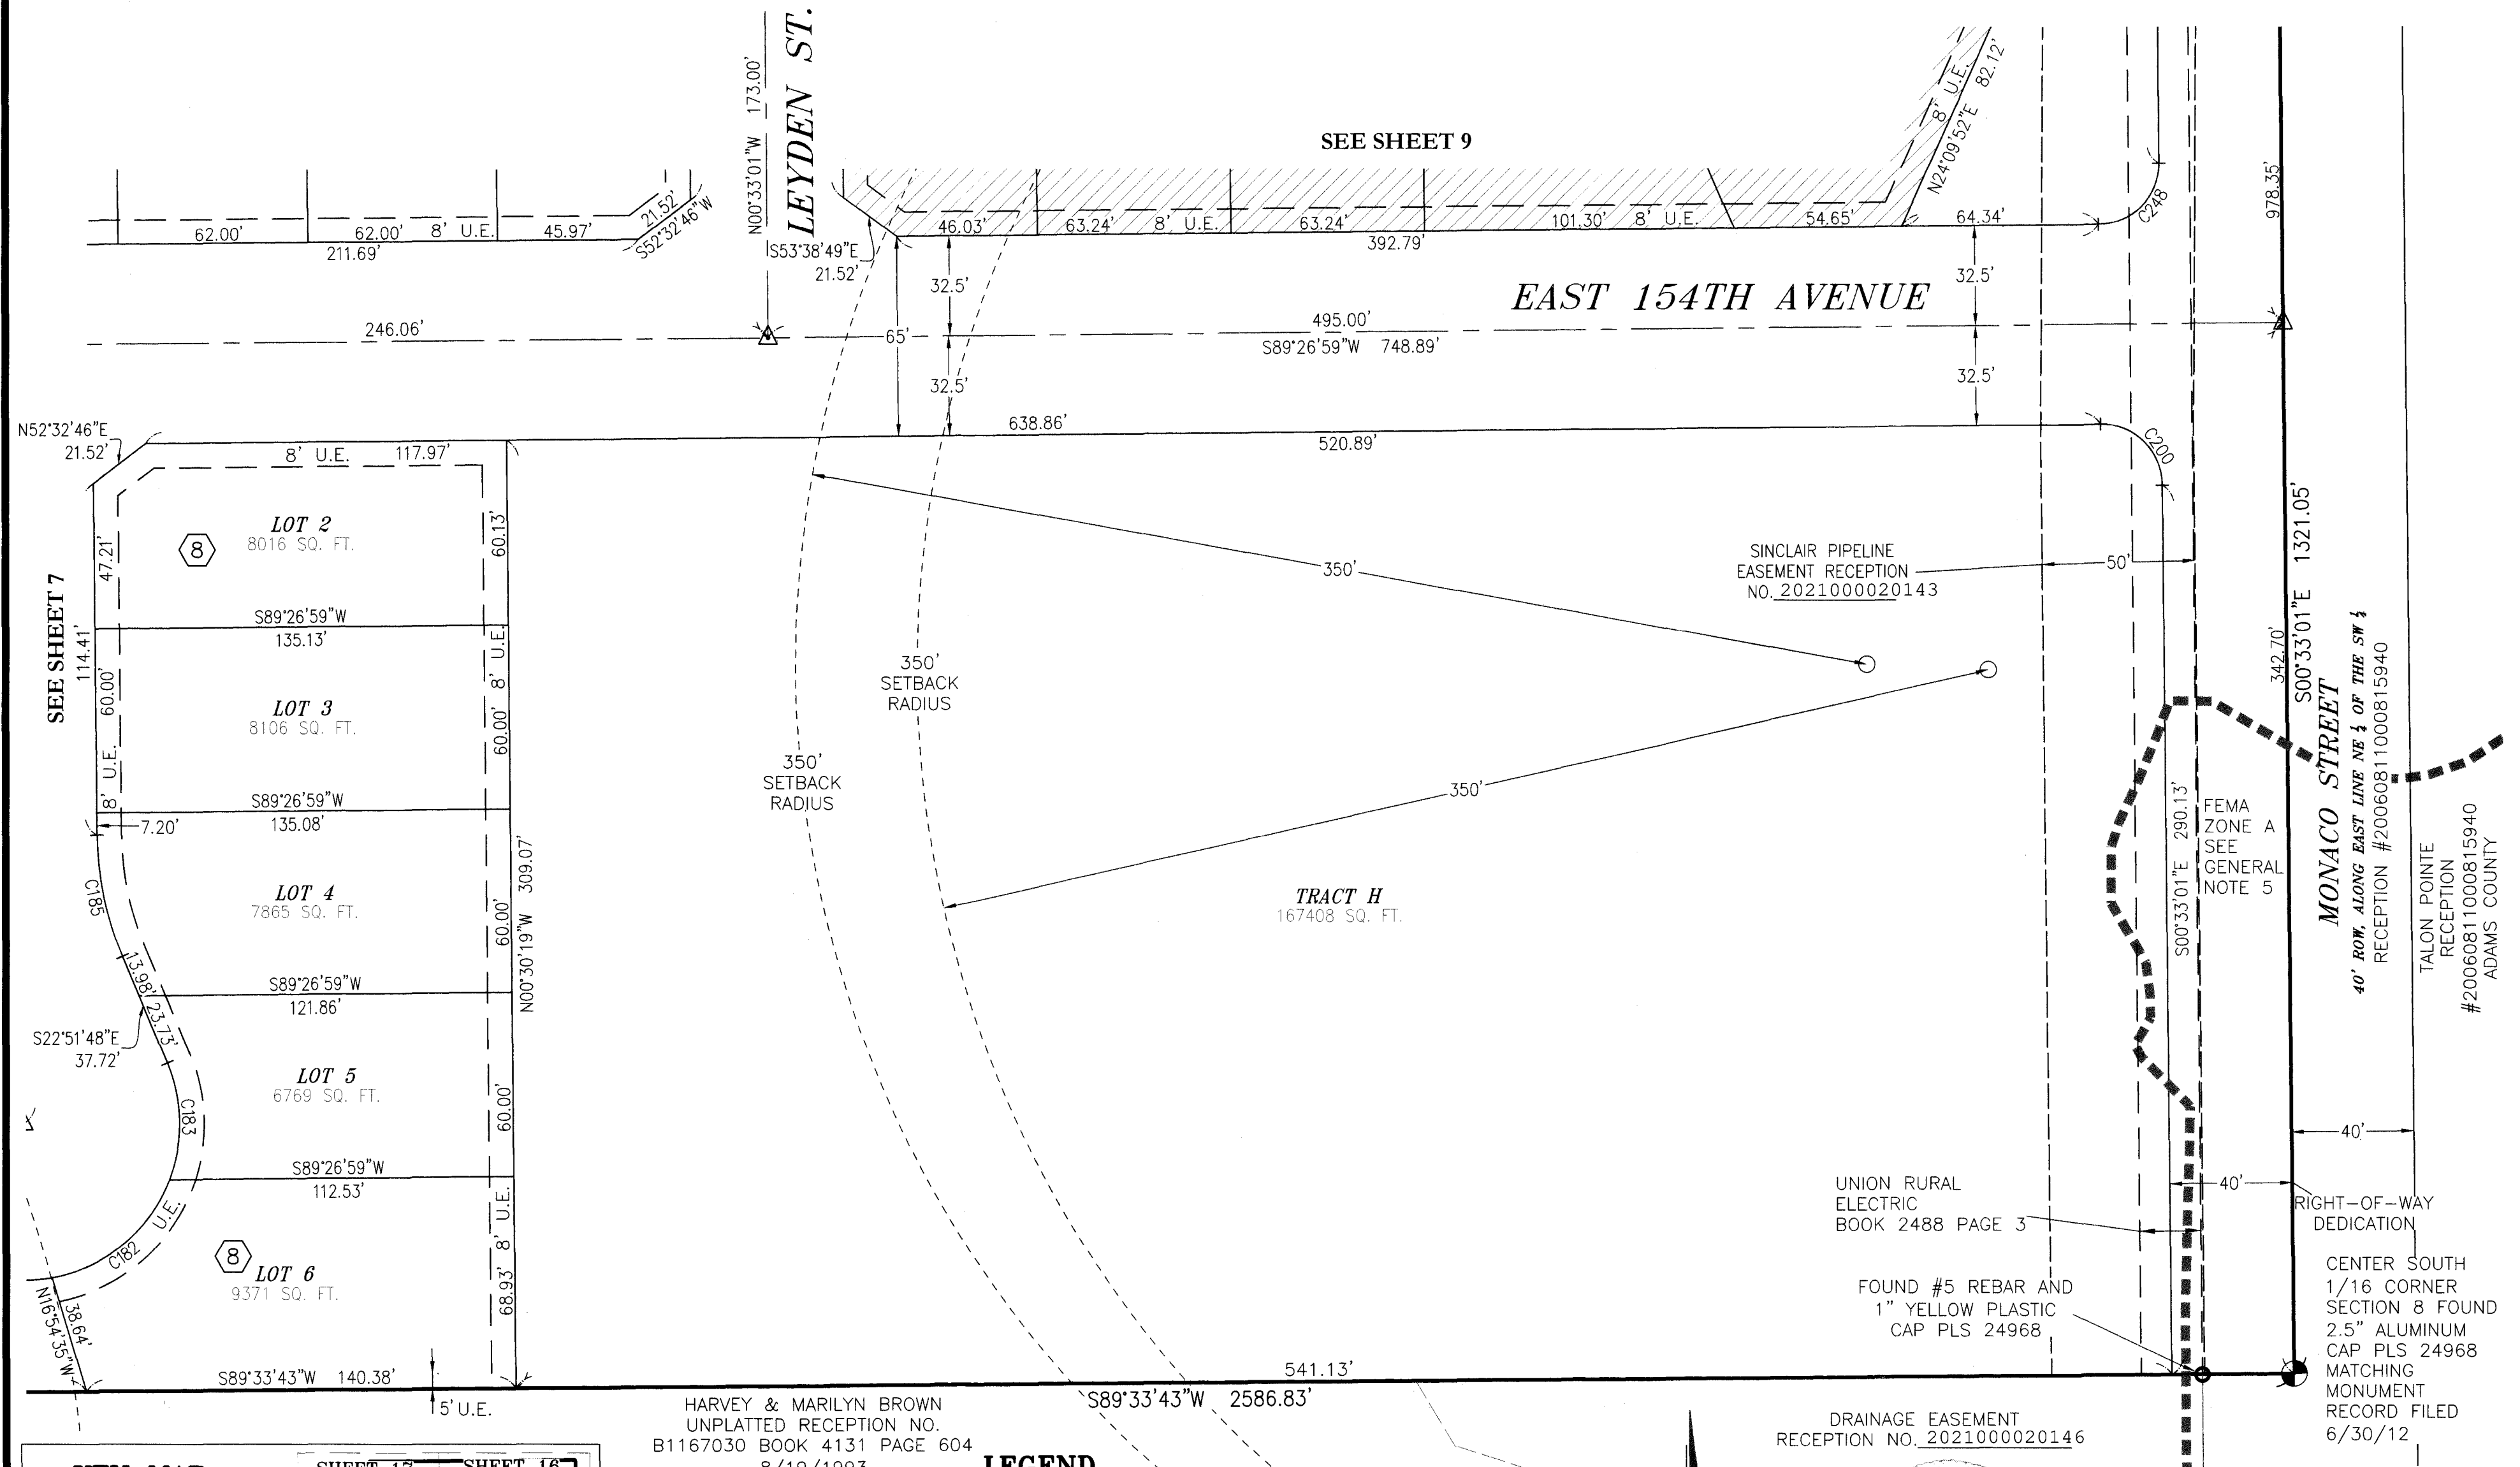 LEYDEN ST.
N00°33'01"W 173.00'
SEE SHEET 9
8' U.E.
N24°09'52"E 82.12'
C248
978.35'
62.00'
62.00'
8' U.E.
45.97'
211.69'
21.52'
S52°32'46"W
S53°38'49"E
21.52'
46.03'
63.24'
8' U.E.
63.24'
101.30'
8' U.E.
54.65'
64.34'
392.79'
32.5'
32.5'
EAST 154TH AVENUE
246.06'
65'
495.00'
S89°26'59"W 748.89'
32.5'
32.5'
638.86'
520.89'
C200
N52°32'46"E
21.52'
8' U.E.
117.97'
LOT 2
8016 SQ. FT.
8
47.21'
60.13'
SEE SHEET 7
114.41'
S89°26'59"W
135.13'
LOT 3
8106 SQ. FT.
60.00'
8' U.E.
8' U.E.
60.00'
S89°26'59"W
135.08'
7.20'
C185
LOT 4
7865 SQ. FT.
60.00'
N00°30'19"W 309.07'
13.98'
S89°26'59"W
121.86'
23.73'
S22°51'48"E
37.72'
LOT 5
6769 SQ. FT.
60.00'
C183
S89°26'59"W
112.53'
U.E.
C182
8
LOT 6
9371 SQ. FT.
8' U.E.
68.93'
N16°54'35"W
38.64'
S89°33'43"W 140.38'
5' U.E.
350'
SETBACK
RADIUS
350'
SETBACK
RADIUS
350'
350'
TRACT H
167408 SQ. FT.
SINCLAIR PIPELINE
EASEMENT RECEPTION
NO. 2021000020143
50'
S00°33'01"E 1321.05'
342.70'
MONACO STREET
40' ROW, ALONG EAST LINE NE ¼ OF THE SW ¼
RECEPTION #20060811000815940
TALON POINTE
RECEPTION
#20060811000815940
ADAMS COUNTY
S00°33'01"E 290.13'
FEMA
ZONE A
SEE
GENERAL
NOTE 5
40'
40'
RIGHT-OF-WAY
DEDICATION
UNION RURAL
ELECTRIC
BOOK 2488 PAGE 3
FOUND #5 REBAR AND
1" YELLOW PLASTIC
CAP PLS 24968
CENTER SOUTH
1/16 CORNER
SECTION 8 FOUND
2.5" ALUMINUM
CAP PLS 24968
MATCHING
MONUMENT
RECORD FILED
6/30/12
541.13'
S89°33'43"W 2586.83'
HARVEY & MARILYN BROWN
UNPLATTED RECEPTION NO.
B1167030 BOOK 4131 PAGE 604
DRAINAGE EASEMENT
RECEPTION NO. 2021000020146
KEY MAP
SHEET 17
SHEET 16
LEGEND